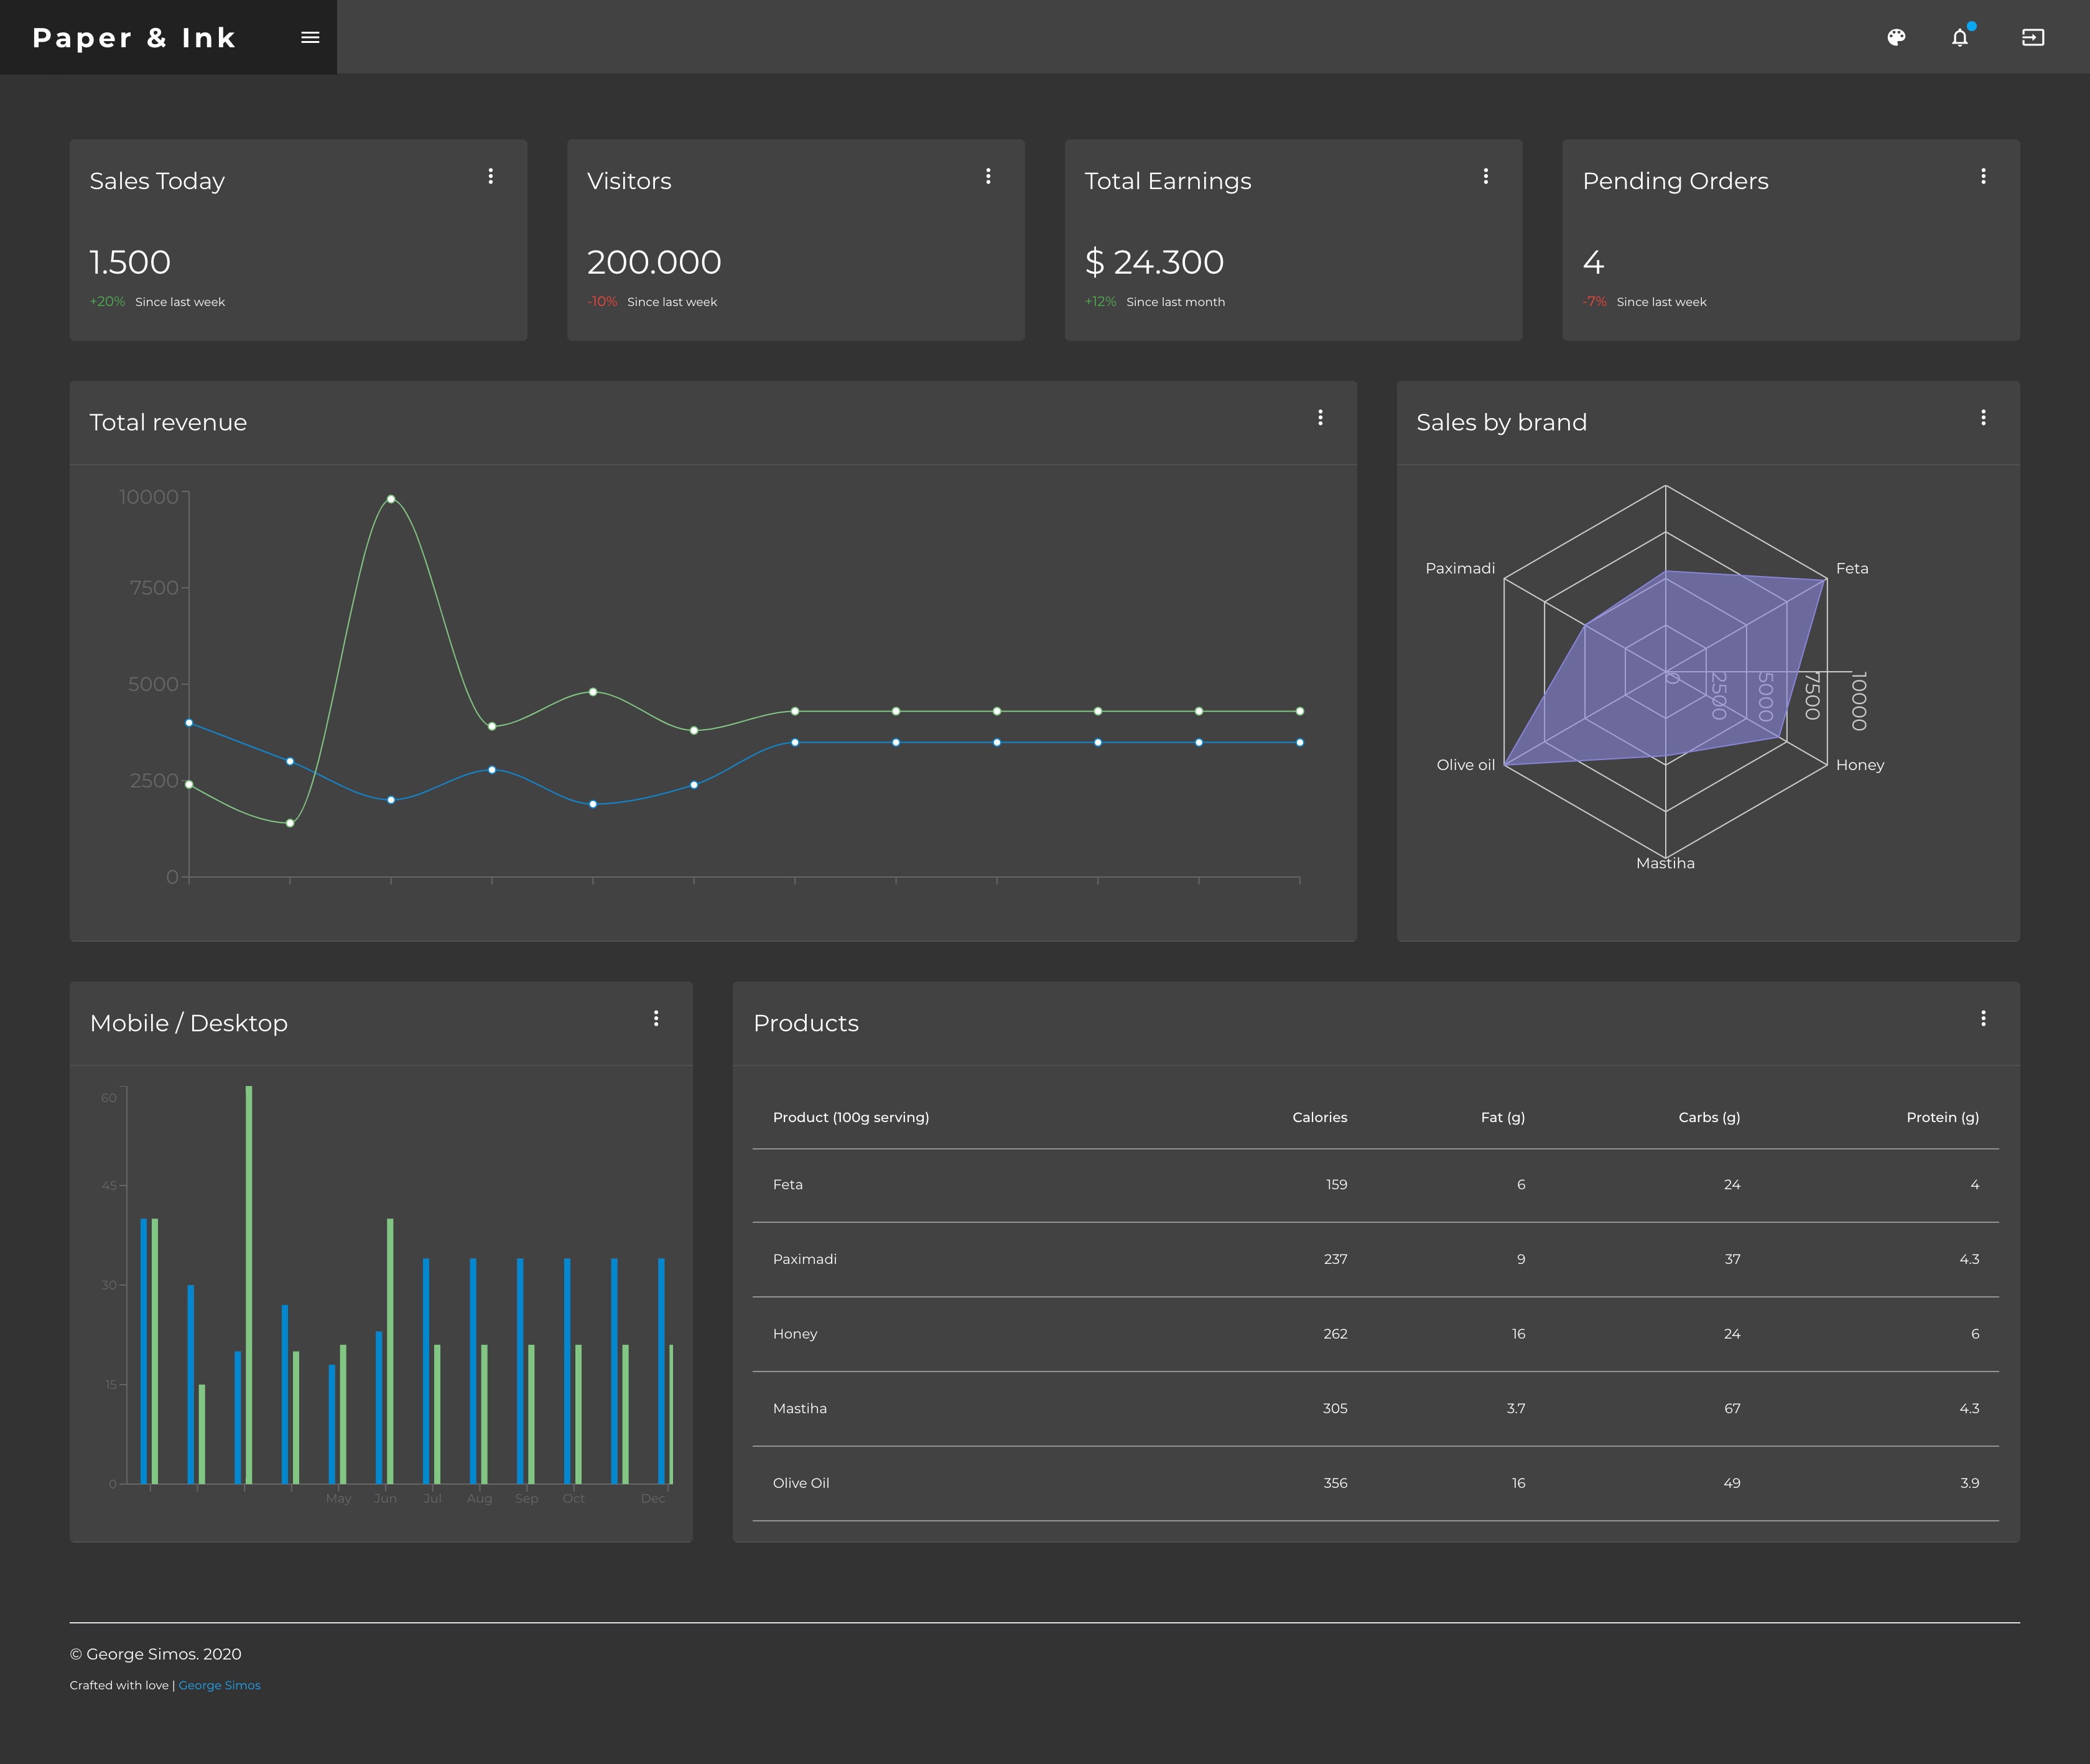 Paper & Ink
Sales Today
1.500
+20% Since last week
Visitors
200.000
-10% Since last week
Total Earnings
$ 24.300
+12% Since last month
Pending Orders
4
-7% Since last week
Total revenue
10000
7500
5000
2500
0
Sales by brand
Paximadi
Feta
Olive oil
Honey
Mastiha
0
2500
5000
7500
10000
Mobile / Desktop
60
45
30
15
0
May Jun Jul Aug Sep Oct Dec
Products
Product (100g serving) Calories Fat (g) Carbs (g) Protein (g)
Feta 159 6 24 4
Paximadi 237 9 37 4.3
Honey 262 16 24 6
Mastiha 305 3.7 67 4.3
Olive Oil 356 16 49 3.9
© George Simos. 2020
Crafted with love | George Simos